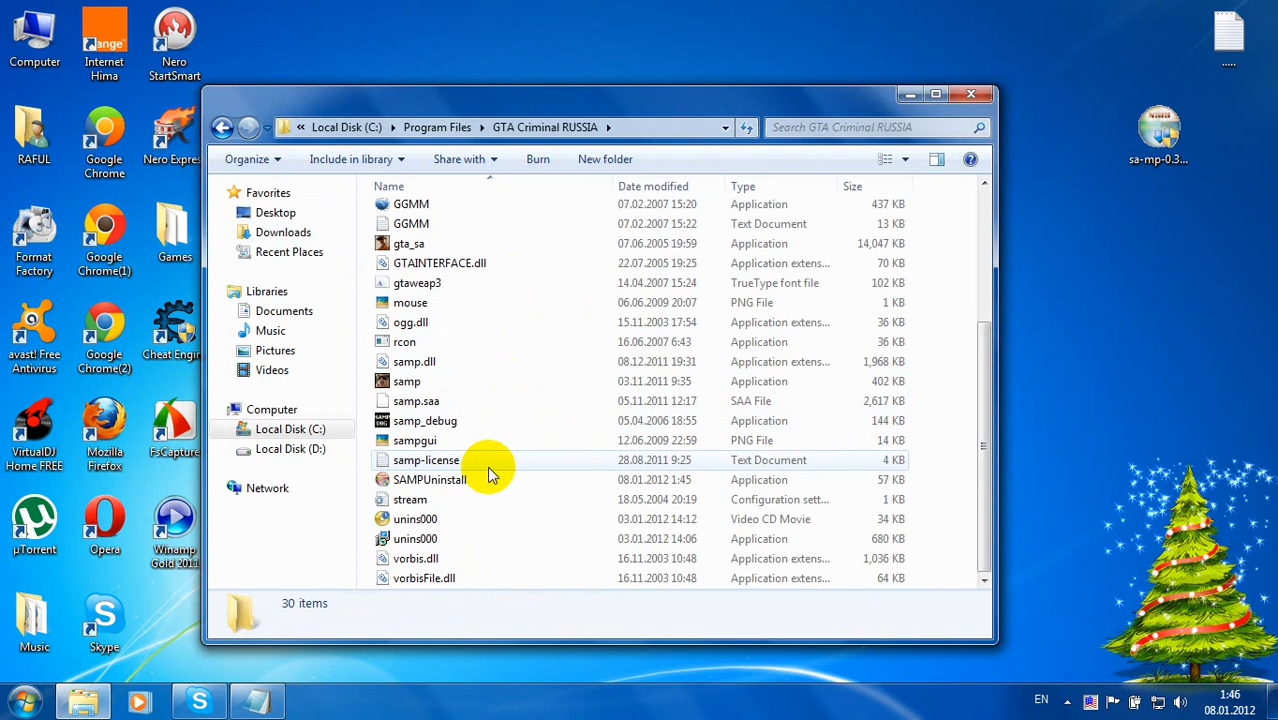 Computer
Internet Hima
Nero StartSmart
RAFUL
Google Chrome
Nero Expre
Format Factory
Google Chrome(1)
Games
avast! Free Antivirus
Google Chrome(2)
Cheat Engin
VirtualDJ Home FREE
Mozilla Firefox
FsCapture
µTorrent
Opera
Winamp Gold 2011
Music
Skype
.....
sa-mp-0.3...
« Local Disk (C:) Program Files GTA Criminal RUSSIA
Search GTA Criminal RUSSIA
Organize Include in library Share with Burn New folder
Favorites
Desktop
Downloads
Recent Places
Libraries
Documents
Music
Pictures
Videos
Computer
Local Disk (C:)
Local Disk (D:)
Network
Name Date modified Type Size
GGMM 07.02.2007 15:20 Application 437 KB
GGMM 07.02.2007 15:22 Text Document 13 KB
gta_sa 07.06.2005 19:59 Application 14,047 KB
GTAINTERFACE.dll 22.07.2005 19:25 Application extens... 70 KB
gtaweap3 14.04.2007 15:24 TrueType font file 102 KB
mouse 06.06.2009 20:07 PNG File 1 KB
ogg.dll 15.11.2003 17:54 Application extens... 36 KB
rcon 16.06.2007 6:43 Application 36 KB
samp.dll 08.12.2011 19:31 Application extens... 1,968 KB
samp 03.11.2011 9:35 Application 402 KB
samp.saa 05.11.2011 12:17 SAA File 2,617 KB
samp_debug 05.04.2006 18:55 Application 144 KB
sampgui 12.06.2009 22:59 PNG File 14 KB
samp-license 28.08.2011 9:25 Text Document 4 KB
SAMPUninstall 08.01.2012 1:45 Application 57 KB
stream 18.05.2004 20:19 Configuration sett... 1 KB
unins000 03.01.2012 14:12 Video CD Movie 34 KB
unins000 03.01.2012 14:06 Application 680 KB
vorbis.dll 16.11.2003 10:48 Application extens... 1,036 KB
vorbisFile.dll 16.11.2003 10:48 Application extens... 64 KB
30 items
EN
1:46
08.01.2012